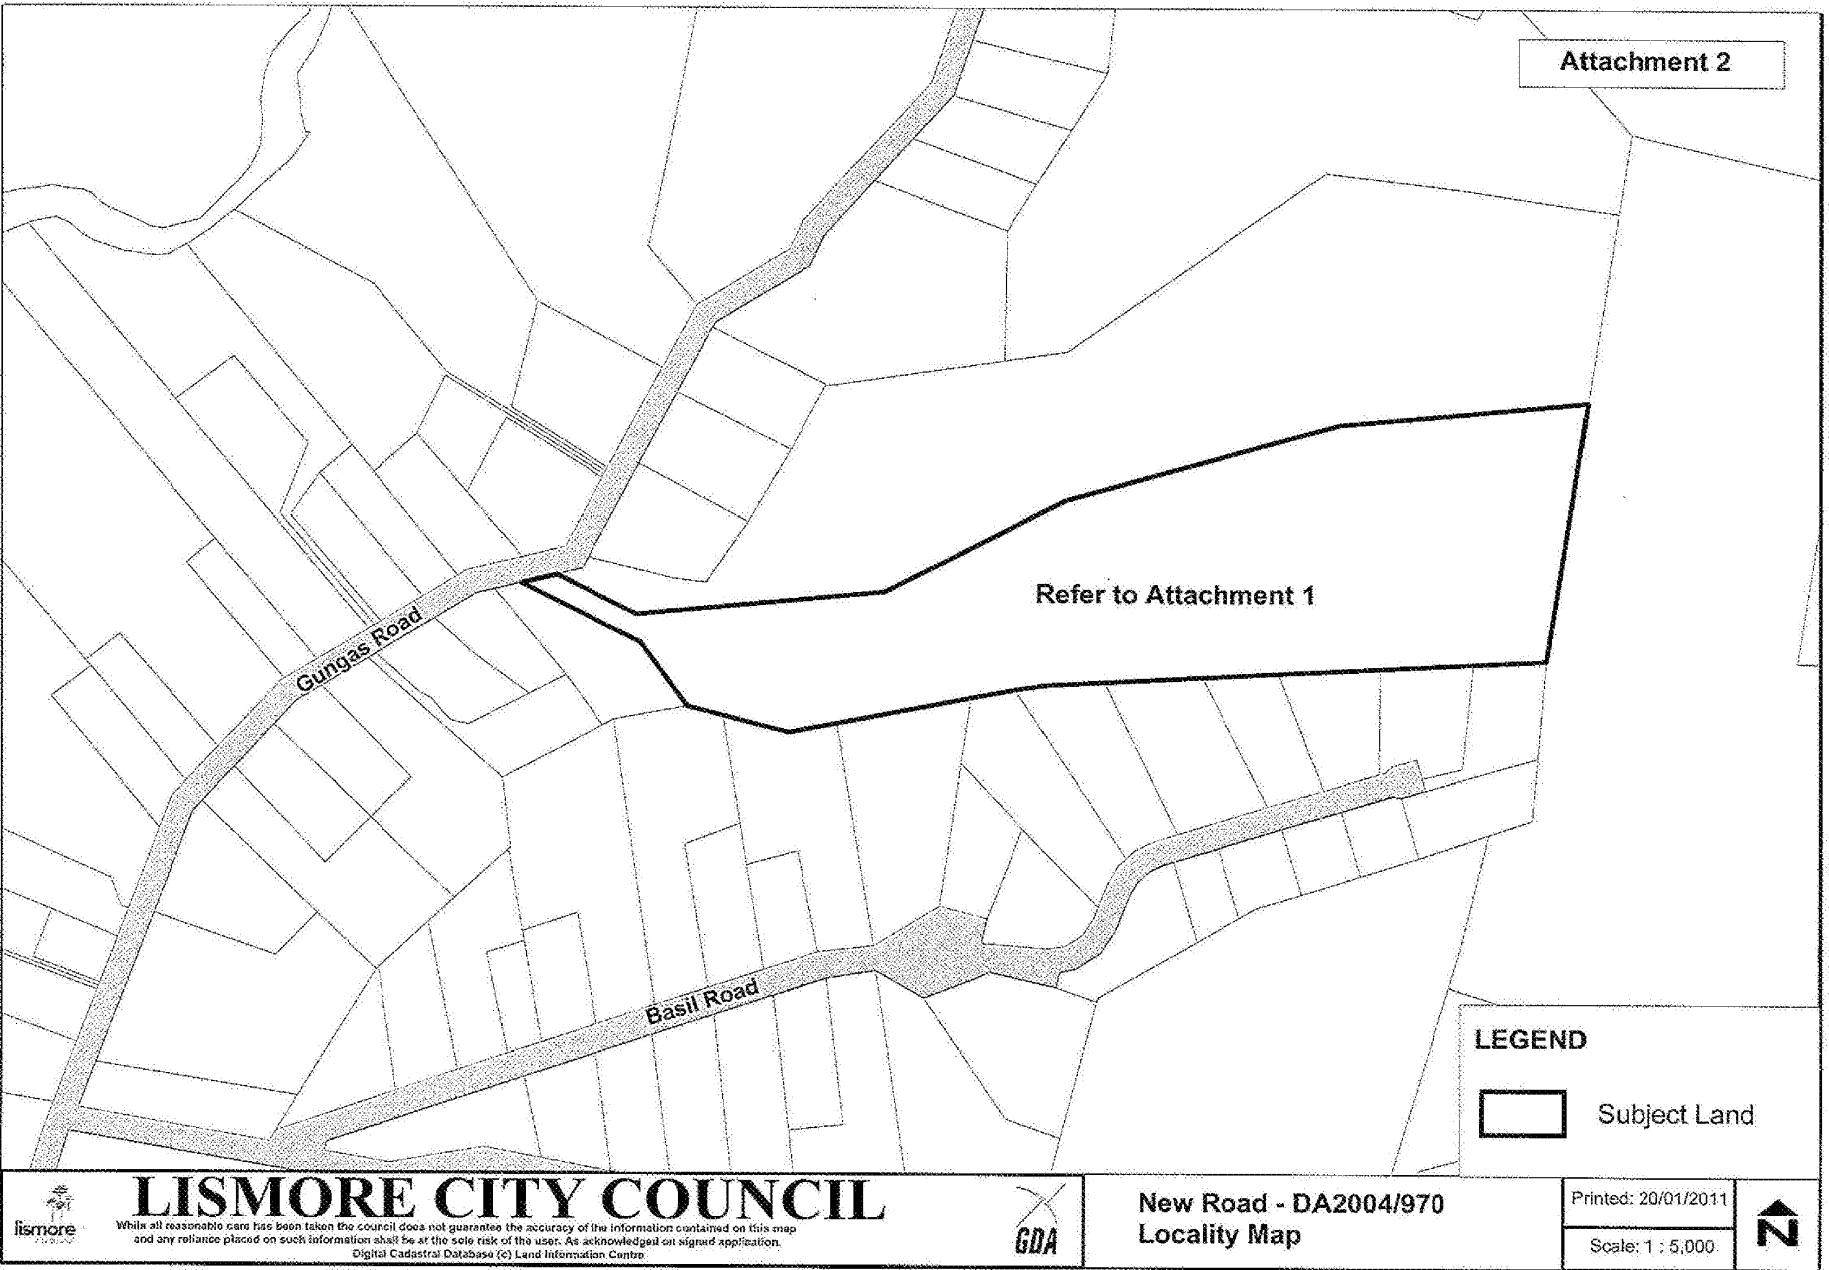 Attachment 2
Refer to Attachment 1
Gungas Road
Basil Road
LEGEND
Subject Land
lismore
LISMORE CITY COUNCIL
While all reasonable care has been taken the council does not guarantee the accuracy of the information contained on this map
and any reliance placed on such information shall be at the sole risk of the user. As acknowledged on signed application.
Digital Cadastral Database (c) Land Information Centre
GDA
New Road - DA2004/970
Locality Map
Printed: 20/01/2011
Scale: 1 : 5,000
N